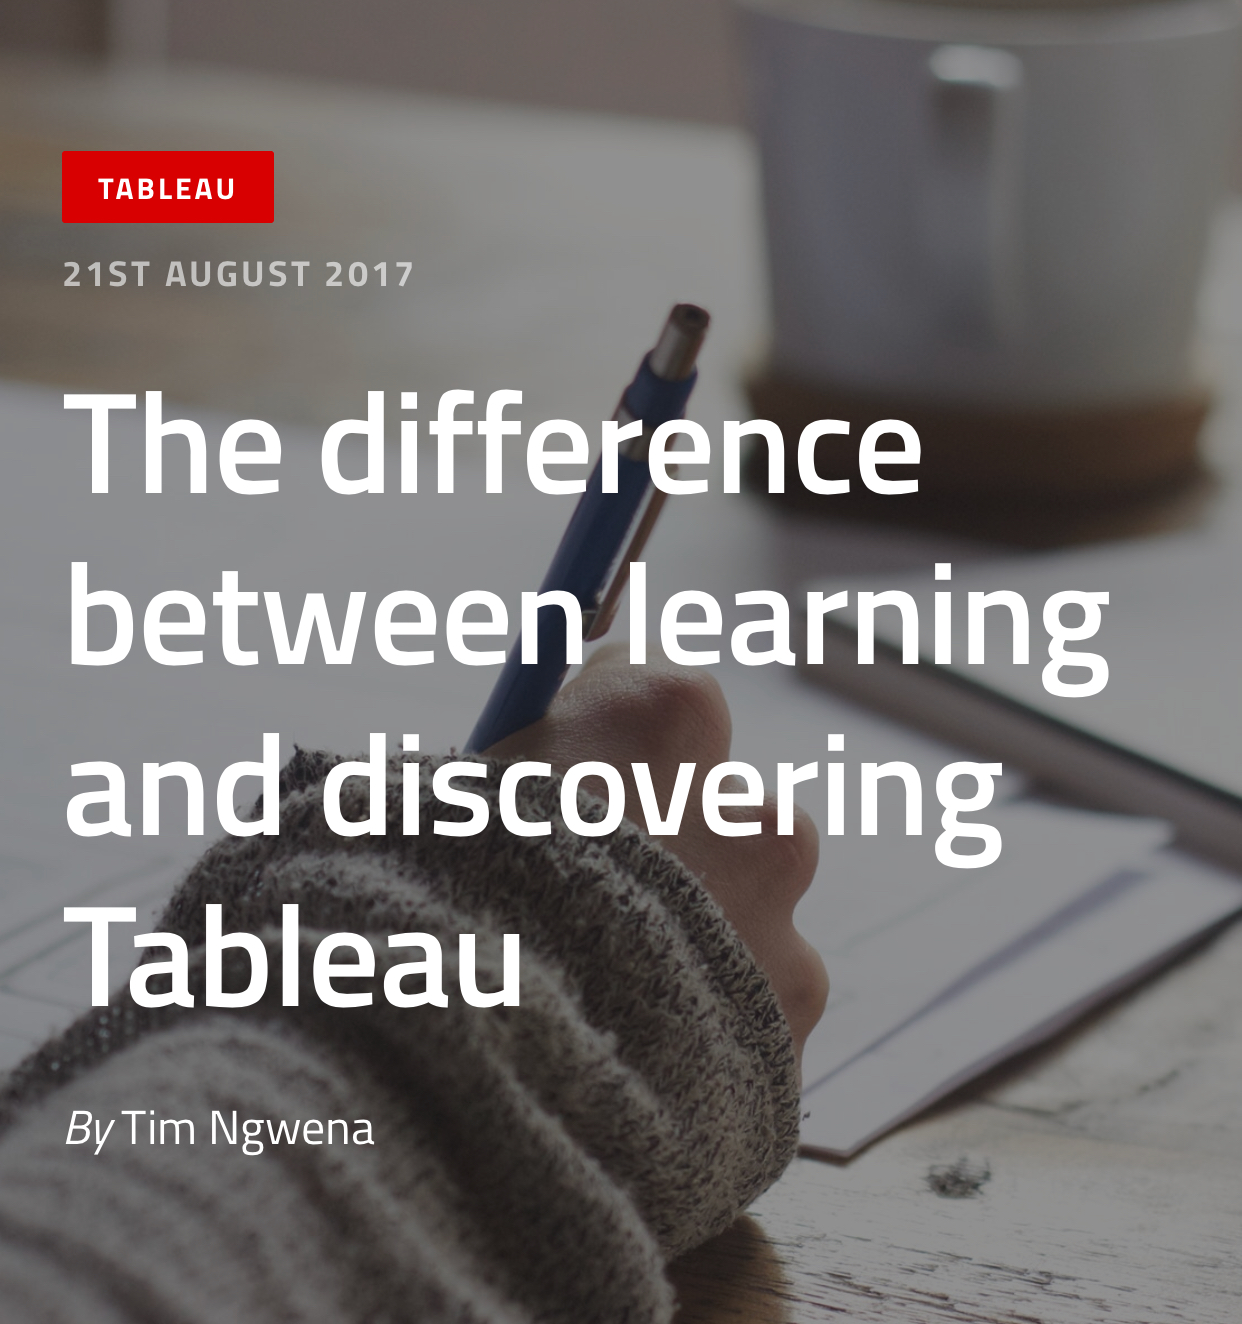 TABLEAU
21ST AUGUST 2017
The difference
between learning
and discovering
Tableau
By Tim Ngwena